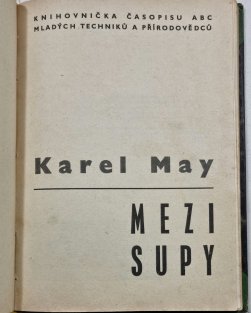 KNIHOVNIČKA ČASOPISU ABC
MLADÝCH TECHNIKŮ A PŘÍRODOVĚDCŮ
Karel May
MEZI
SUPY